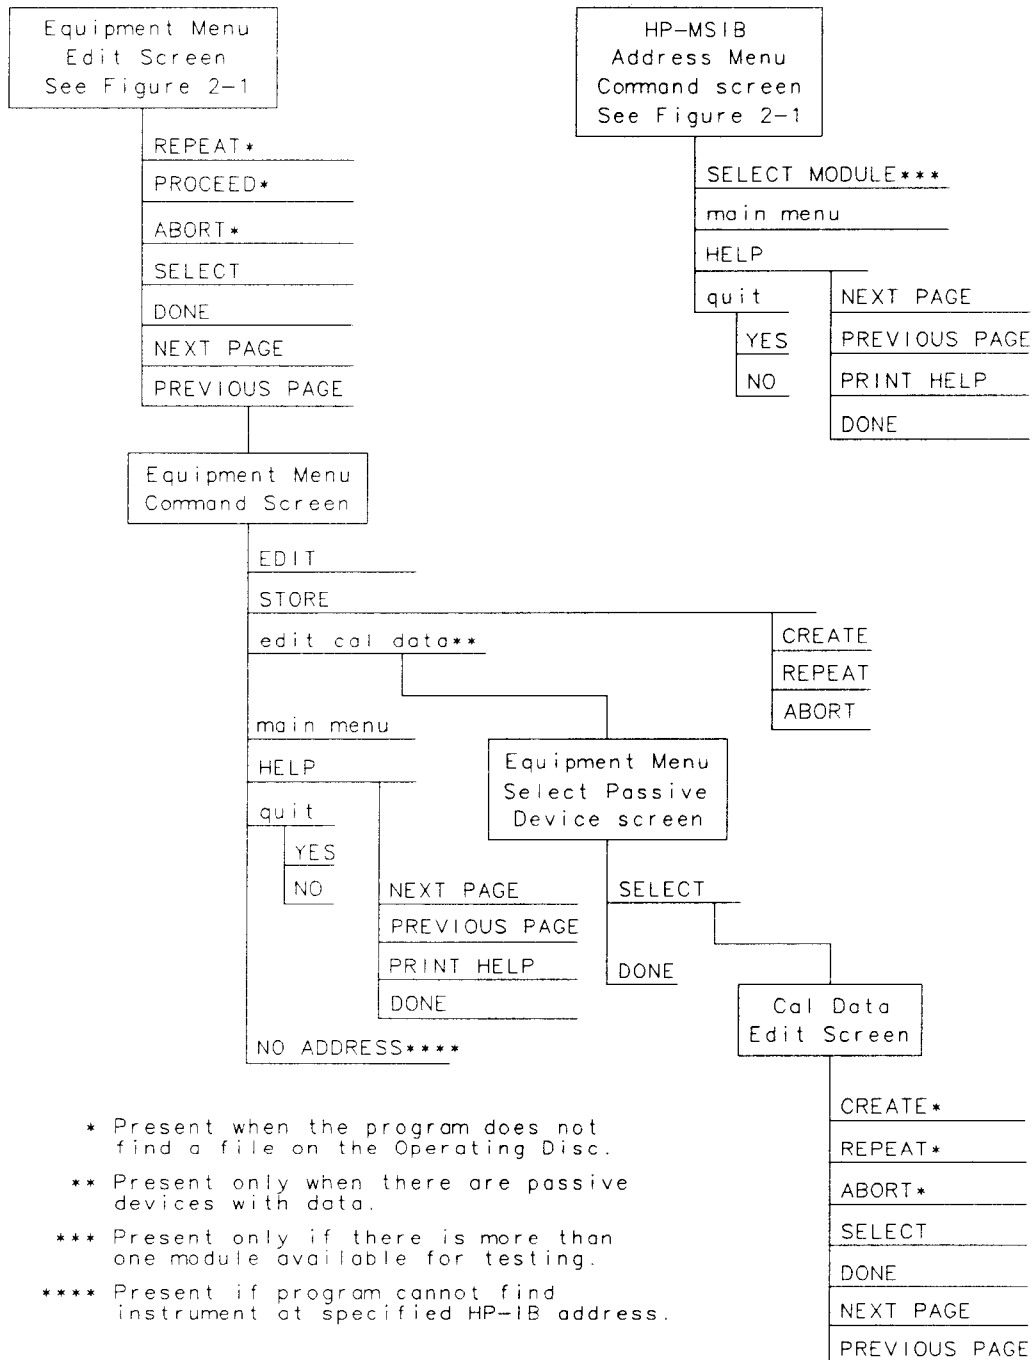 Equipment Menu
Edit Screen
See Figure 2-1
REPEAT*
PROCEED*
ABORT*
SELECT
DONE
NEXT PAGE
PREVIOUS PAGE
HP-MSIB
Address Menu
Command screen
See Figure 2-1
SELECT MODULE***
main menu
HELP
quit
YES
NO
NEXT PAGE
PREVIOUS PAGE
PRINT HELP
DONE
Equipment Menu
Command Screen
EDIT
STORE
CREATE
REPEAT
ABORT
edit cal data**
main menu
HELP
quit
YES
NO
NEXT PAGE
PREVIOUS PAGE
PRINT HELP
DONE
NO ADDRESS****
Equipment Menu
Select Passive
Device screen
SELECT
DONE
Cal Data
Edit Screen
CREATE*
REPEAT*
ABORT*
SELECT
DONE
NEXT PAGE
PREVIOUS PAGE
* Present when the program does not
find a file on the Operating Disc.
** Present only when there are passive
devices with data.
*** Present only if there is more than
one module available for testing.
**** Present if program cannot find
instrument at specified HP-IB address.